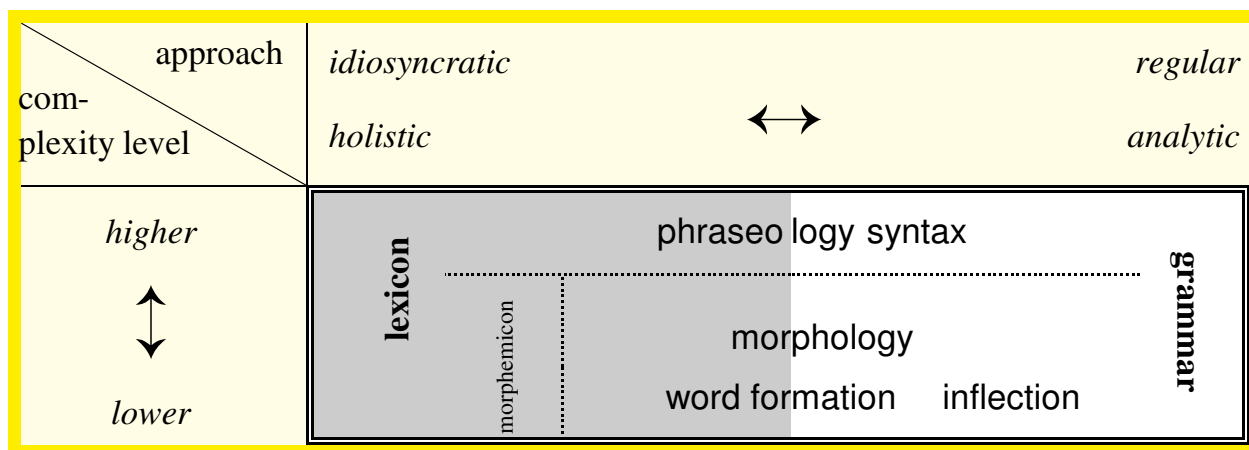 approach
com-
plexity level
idiosyncratic regular
holistic analytic
higher
lower
lexicon
phraseo logy syntax
grammar
morphemicon
morphology
word formation inflection